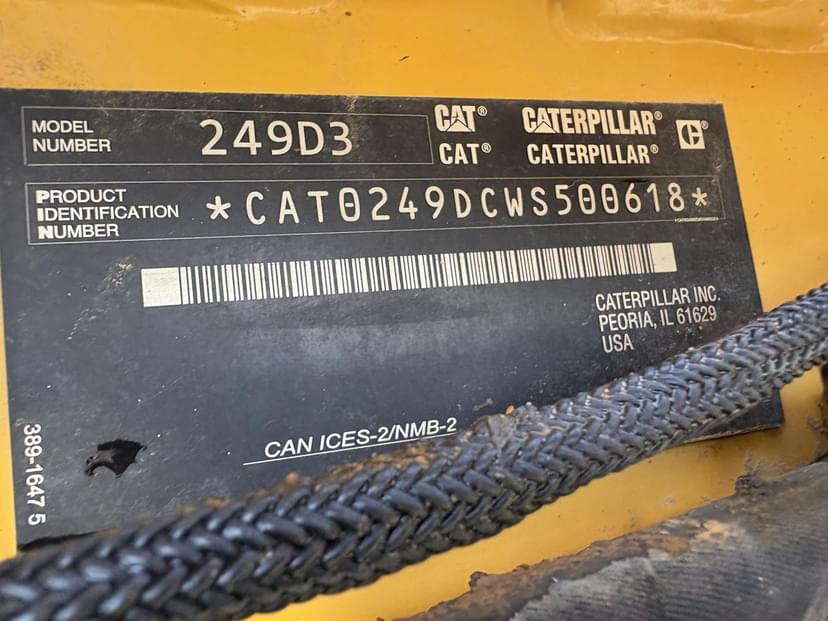 MODEL NUMBER
249D3
CAT® CATERPILLAR® C®
CAT® CATERPILLAR®
PRODUCT IDENTIFICATION NUMBER
*CAT0249DCWS500618*
CATERPILLAR INC.
PEORIA, IL 61629
USA
CAN ICES-2/NMB-2
389-1647 5